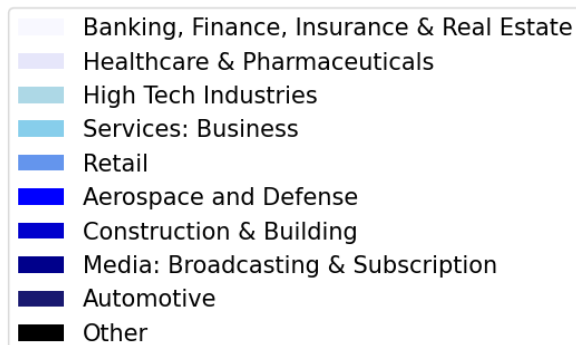 Banking, Finance, Insurance & Real Estate
Healthcare & Pharmaceuticals
High Tech Industries
Services: Business
Retail
Aerospace and Defense
Construction & Building
Media: Broadcasting & Subscription
Automotive
Other